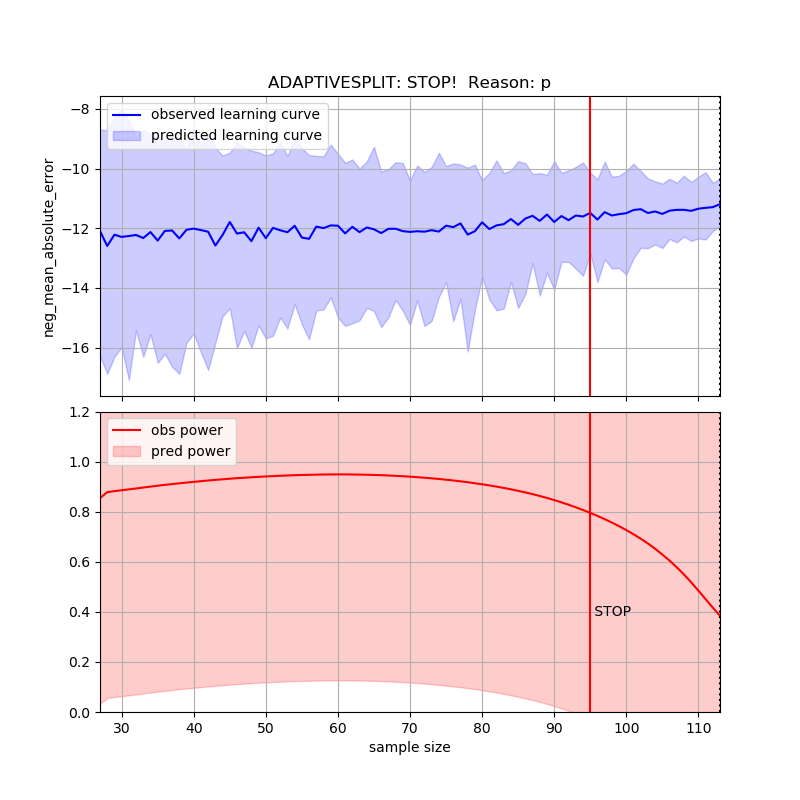 ADAPTIVESPLIT: STOP!  Reason: p
observed learning curve
predicted learning curve
−8
−10
−12
−14
−16
neg_mean_absolute_error
obs power
pred power
1.2
1.0
0.8
0.6
0.4
0.2
0.0
STOP
30 40 50 60 70 80 90 100 110
sample size